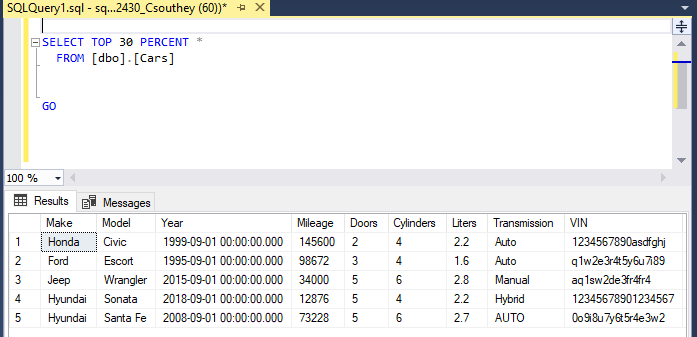 SQLQuery1.sql - sq...2430_Csouthey (60))*
SELECT TOP 30 PERCENT *
FROM [dbo].[Cars]
GO
100 %
Results Messages
Make Model Year Mileage Doors Cylinders Liters Transmission VIN
1 Honda Civic 1999-09-01 00:00:00.000 145600 2 4 2.2 Auto 1234567890asdfghj
2 Ford Escort 1995-09-01 00:00:00.000 98672 3 4 1.6 Auto q1w2e3r4t5y6u7i89
3 Jeep Wrangler 2015-09-01 00:00:00.000 34000 5 6 2.8 Manual aq1sw2de3fr4fr4
4 Hyundai Sonata 2018-09-01 00:00:00.000 12876 5 4 2.2 Hybrid 12345678901234567
5 Hyundai Santa Fe 2008-09-01 00:00:00.000 73228 5 6 2.7 AUTO 0o9i8u7y6t5r4e3w2